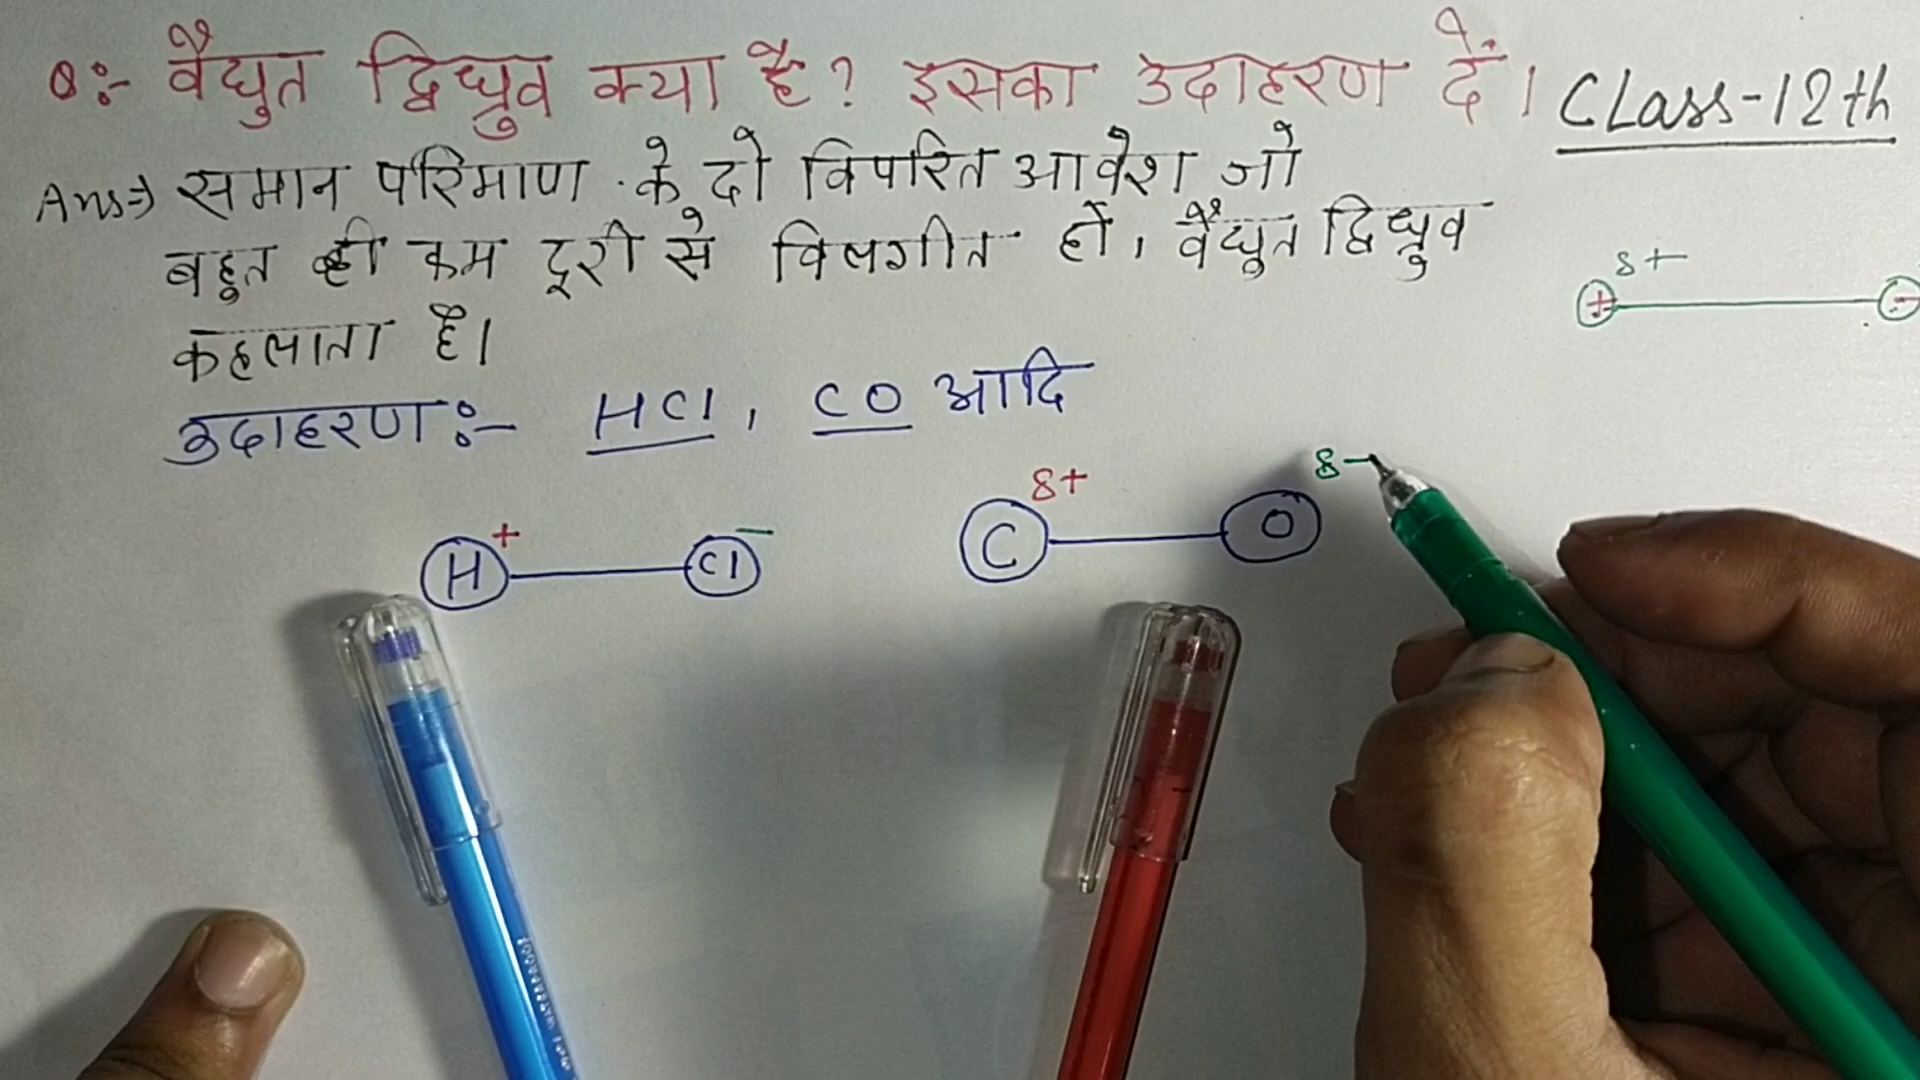 Q:- वैद्युत द्विध्रुव क्या है? इसका उदाहरण दें।
CLass-12th
Ans→ समान परिमाण के दो विपरित आवेश जो
बहुत ही कम दूरी से विलगीत हों, वैद्युत द्विध्रुव
कहलाता है।
δ+
+ -
उदाहरण:- HCl, CO आदि
H + Cl -
C δ+ O δ-